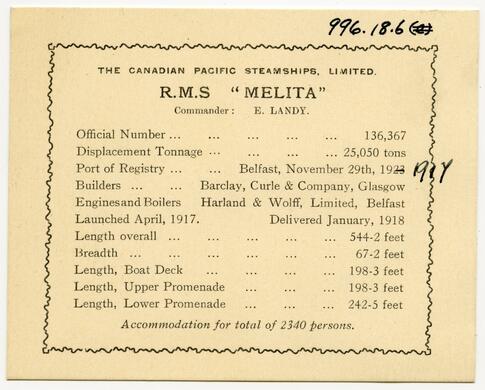 996.18.6
THE CANADIAN PACIFIC STEAMSHIPS, LIMITED.
R.M.S "MELITA"
Commander: E. LANDY.
Official Number ... ... ... ... ... 136,367
Displacement Tonnage ... ... ... ... 25,050 tons
Port of Registry ... ... Belfast, November 29th, 1923 1914
Builders ... ... Barclay, Curle & Company, Glasgow
Engines and Boilers Harland & Wolff, Limited, Belfast
Launched April, 1917. Delivered January, 1918
Length overall ... ... ... ... ... 544-2 feet
Breadth ... ... ... ... ... ... 67-2 feet
Length, Boat Deck ... ... ... ... 198-3 feet
Length, Upper Promenade ... ... ... 198-3 feet
Length, Lower Promenade ... ... ... 242-5 feet
Accommodation for total of 2340 persons.